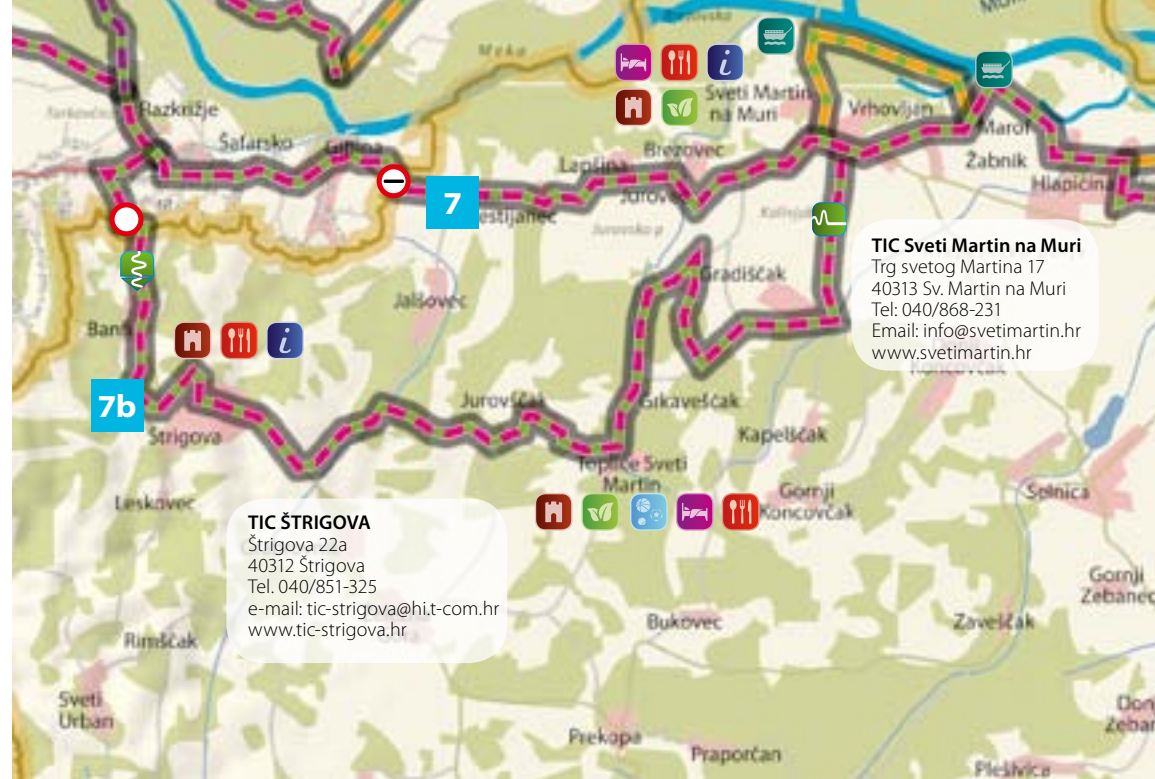 Meka
Razkrižje
Sveti Martin
na Muri
Vrhovljan
Šafarsko
Gibina
Marof
Brezovec
Lapšina
Žabnik
Hlapičina
7
Jurovsko p
Gradiščak
TIC Sveti Martin na Muri
Trg svetog Martina 17
40313 Sv. Martin na Muri
Tel: 040/868-231
Email: info@svetimartin.hr
www.svetimartin.hr
Jalšovec
Koncovčak
7b
Jurovščak
Grkaveščak
Štrigova
Kapelščak
Toplice Sveti
Martin
Leskovec
Gornji
Koncovčak
Selnica
TIC ŠTRIGOVA
Štrigova 22a
40312 Štrigova
Tel. 040/851-325
e-mail: tic-strigova@hi.t-com.hr
www.tic-strigova.hr
Gornji
Zebanec
Bukovec
Zaveščak
Rimščak
Sveti
Urban
Prekopa
Praporčan
Plešivica